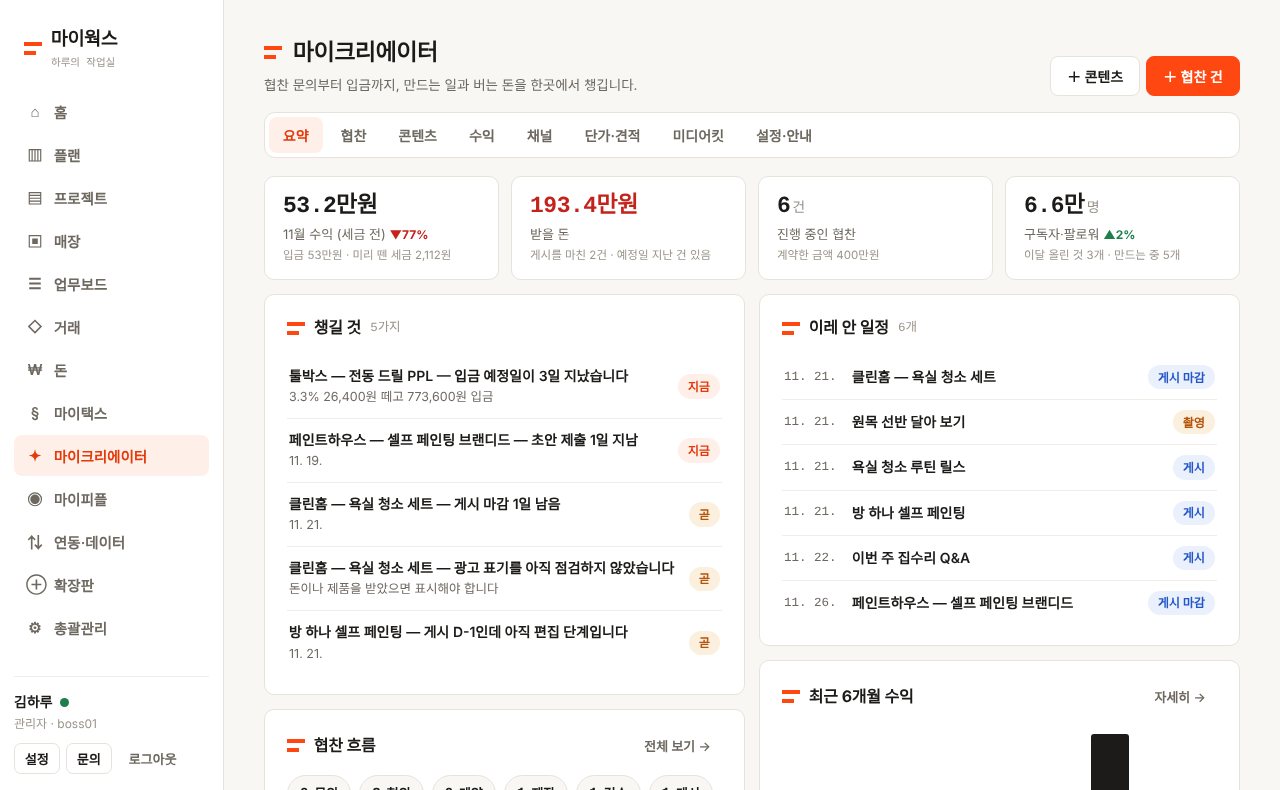 마이웍스
하루의 작업실
홈
플랜
프로젝트
매장
업무보드
거래
₩ 돈
§ 마이택스
마이크리에이터
마이피플
연동·데이터
확장판
총괄관리
김하루
관리자 · boss01
설정 문의 로그아웃
마이크리에이터
협찬 문의부터 입금까지, 만드는 일과 버는 돈을 한곳에서 챙깁니다.
+ 콘텐츠 + 협찬 건
요약 협찬 콘텐츠 수익 채널 단가·견적 미디어킷 설정·안내
53.2만원
11월 수익 (세금 전) ▼77%
입금 53만원 · 미리 뗀 세금 2,112원
193.4만원
받을 돈
게시를 마친 2건 · 예정일 지난 건 있음
6건
진행 중인 협찬
계약한 금액 400만원
6.6만명
구독자·팔로워 ▲2%
이달 올린 것 3개 · 만드는 중 5개
챙길 것 5가지
툴박스 — 전동 드릴 PPL — 입금 예정일이 3일 지났습니다
3.3% 26,400원 떼고 773,600원 입금
지금
페인트하우스 — 셀프 페인팅 브랜디드 — 초안 제출 1일 지남
11. 19.
지금
클린홈 — 욕실 청소 세트 — 게시 마감 1일 남음
11. 21.
곧
클린홈 — 욕실 청소 세트 — 광고 표기를 아직 점검하지 않았습니다
돈이나 제품을 받았으면 표시해야 합니다
곧
방 하나 셀프 페인팅 — 게시 D-1인데 아직 편집 단계입니다
11. 21.
곧
협찬 흐름 전체 보기 →
이레 안 일정 6개
11. 21. 클린홈 — 욕실 청소 세트 게시 마감
11. 21. 원목 선반 달아 보기 촬영
11. 21. 욕실 청소 루틴 릴스 게시
11. 21. 방 하나 셀프 페인팅 게시
11. 22. 이번 주 집수리 Q&A 게시
11. 26. 페인트하우스 — 셀프 페인팅 브랜디드 게시 마감
최근 6개월 수익 자세히 →